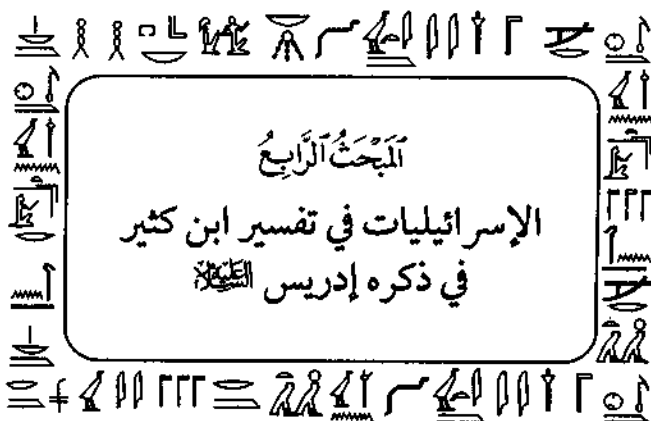 المَبْحَثُ الرَّابِعُ
الإسرائيليات في تفسير ابن كثير
في ذكره إدريس عليه السلام